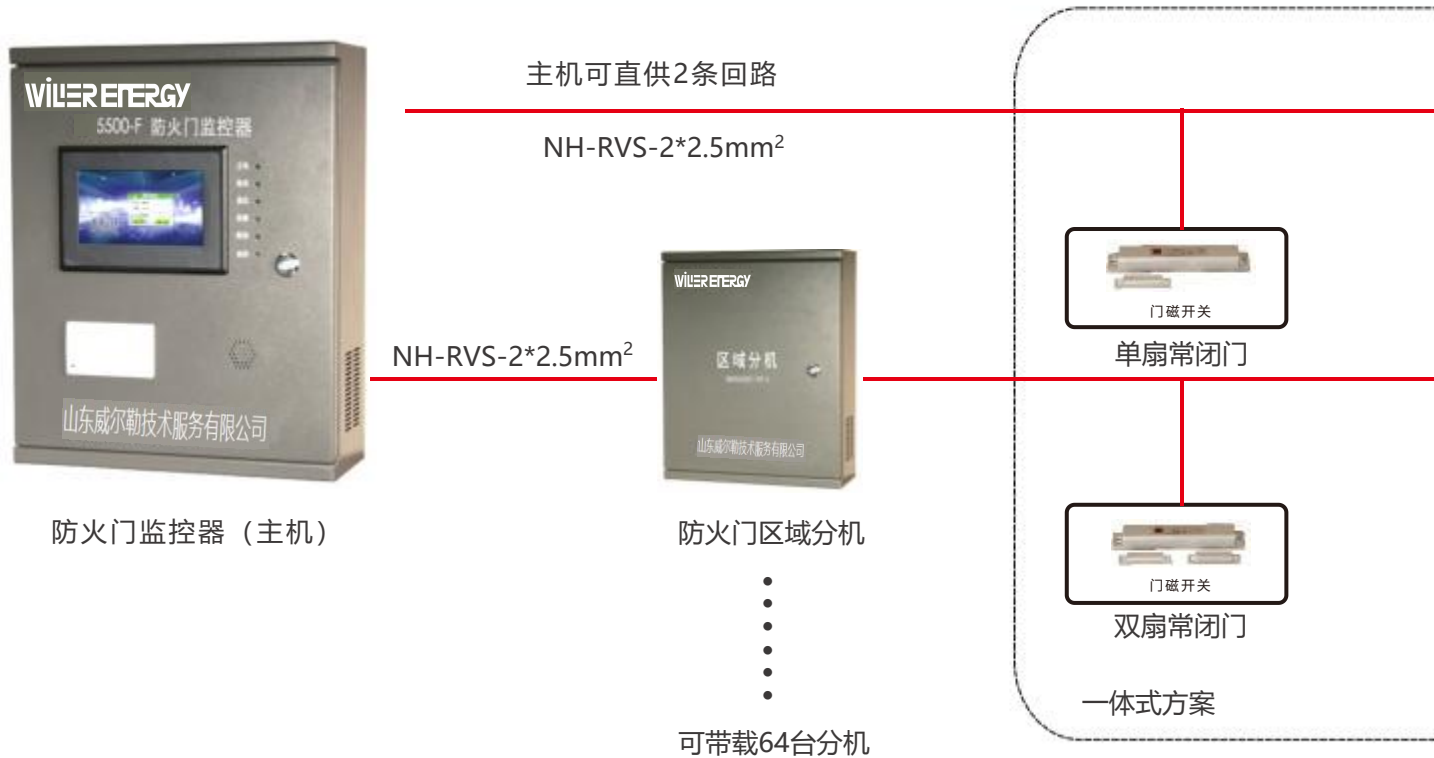 WILLER ENERGY
5500-F 防火门监控器
山东威尔勒技术服务有限公司
防火门监控器（主机）
主机可直供2条回路
NH-RVS-2*2.5mm²
NH-RVS-2*2.5mm²
WILLER ENERGY
区域分机
山东威尔勒技术服务有限公司
防火门区域分机
可带载64台分机
门磁开关
单扇常闭门
门磁开关
双扇常闭门
一体式方案